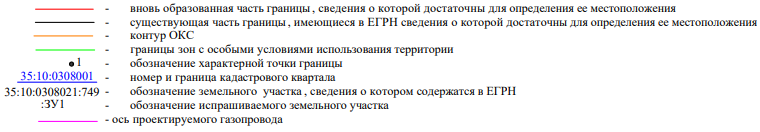 - вновь образованная часть границы, сведения о которой достаточны для определения ее местоположения
- существующая часть границы, имеющиеся в ЕГРН сведения о которой достаточны для определения ее местоположения
- контур ОКС
- границы зон с особыми условиями использования территории
1 - обозначение характерной точки границы
35:10:0308001 - номер и граница кадастрового квартала
35:10:0308021:749 - обозначение земельного участка, сведения о котором содержатся в ЕГРН
:ЗУ1 - обозначение испрашиваемого земельного участка
- ось проектируемого газопровода